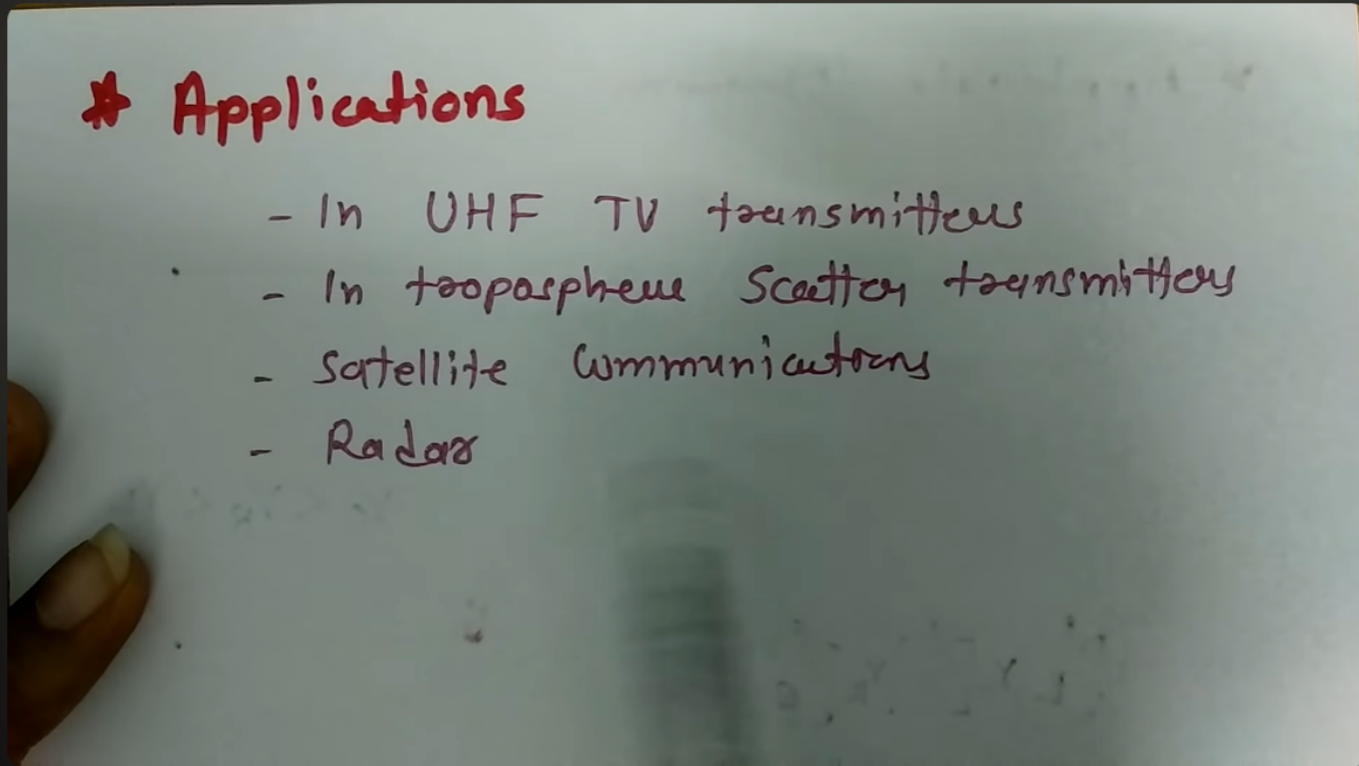 * Applications
- In UHF TV transmitters
- In troposphere scatter transmitters
- Satellite Communications
- Radar